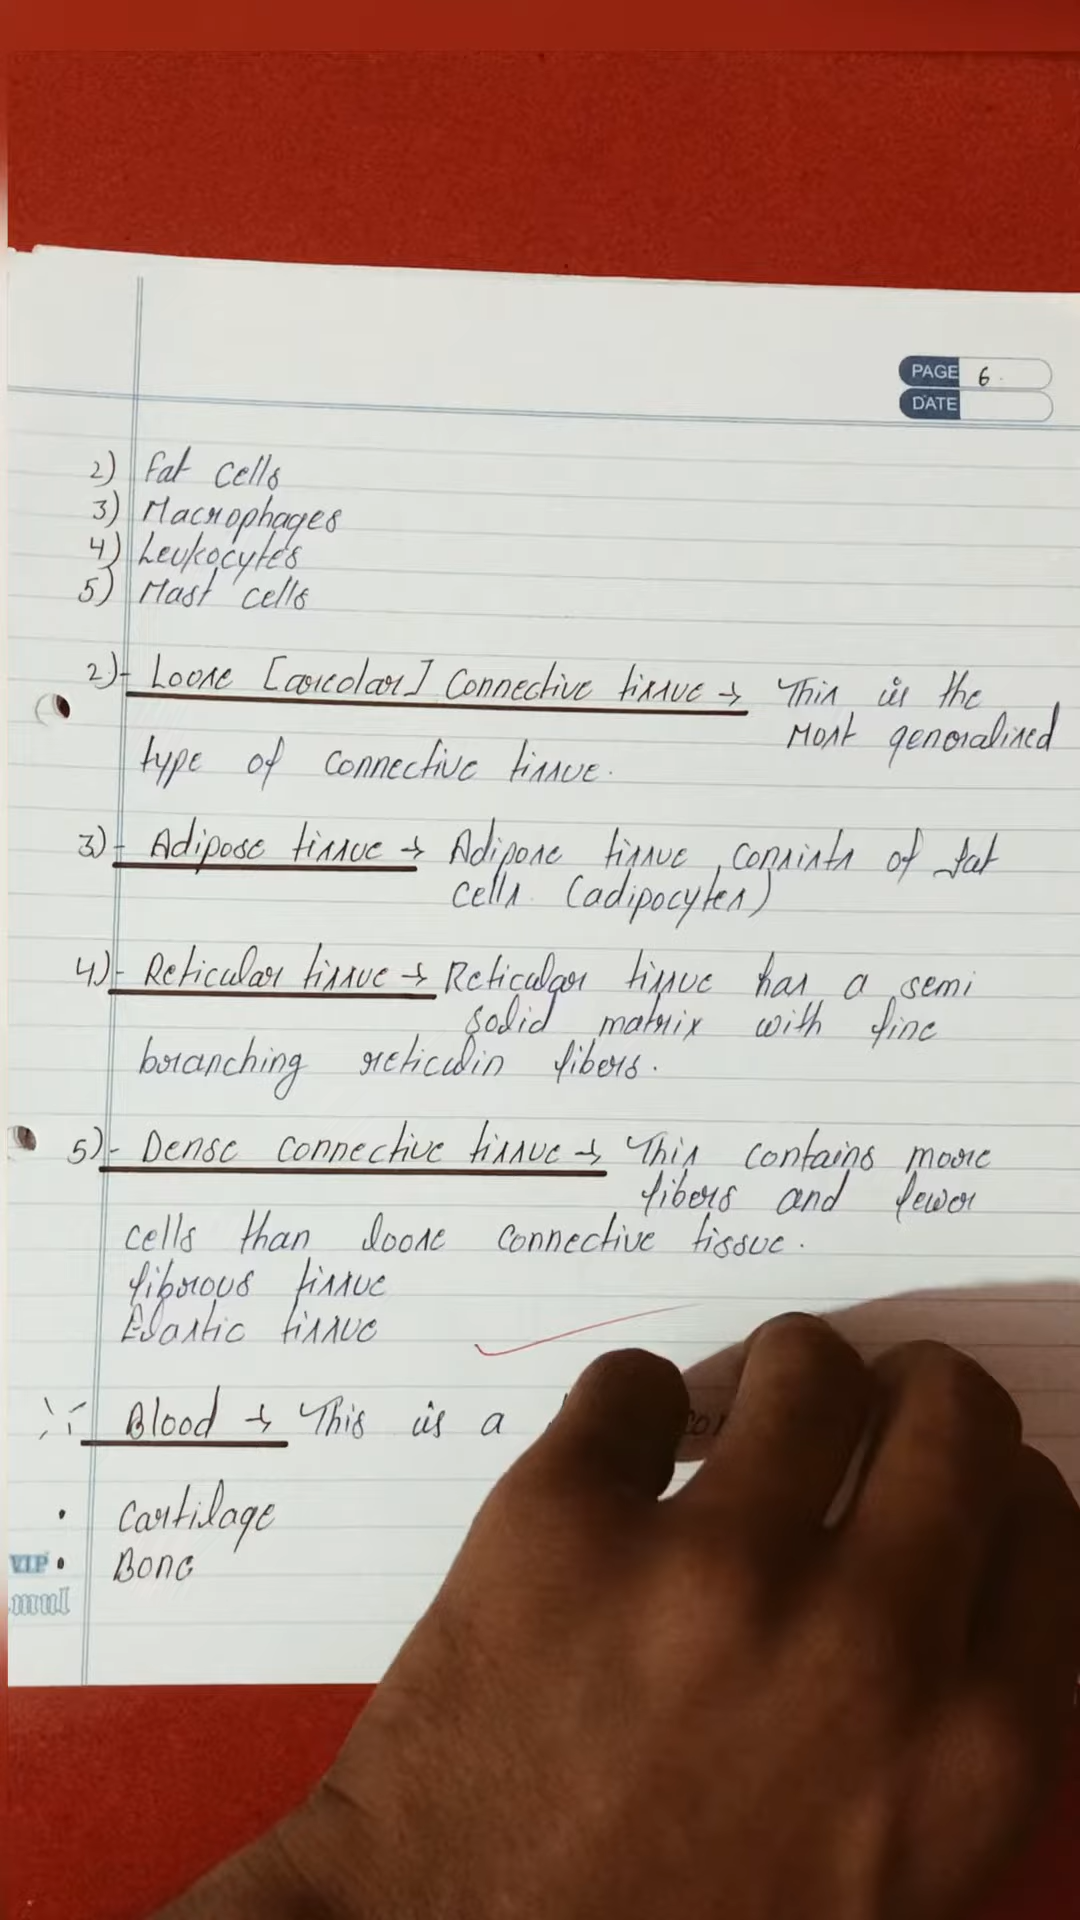 PAGE 6
DATE
2) Fat cells
3) Macrophages
4) Leukocytes
5) Mast cells
2)- Loose [areolar] connective tissue → This is the
most generalised
type of connective tissue.
3)- Adipose tissue → Adipose tissue consists of fat
cells. (adipocytes)
4)- Reticular tissue → Reticular tissue has a semi
solid matrix with fine
branching reticulin fibers.
5)- Dense connective tissue → This contains more
fibers and fewer
cells than loose connective tissue.
fibrous tissue
Elastic tissue
Blood → This is a
• Cartilage
• Bone
VIP